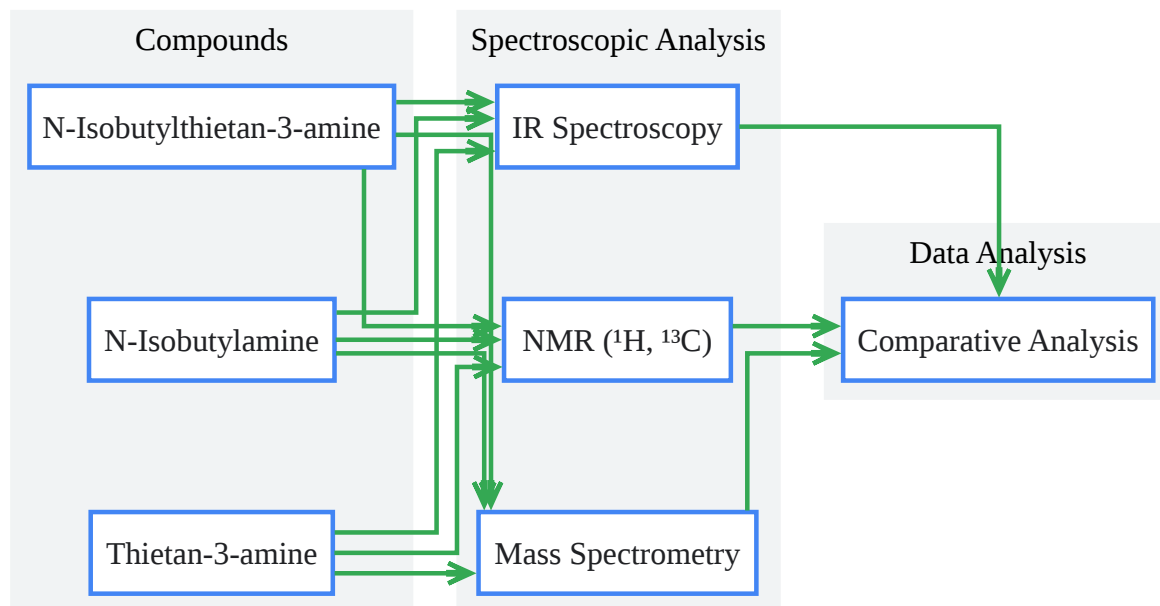 Compounds
Spectroscopic Analysis
N-Isobutylthietan-3-amine
IR Spectroscopy
Data Analysis
N-Isobutylamine
NMR (¹H, ¹³C)
Comparative Analysis
Thietan-3-amine
Mass Spectrometry